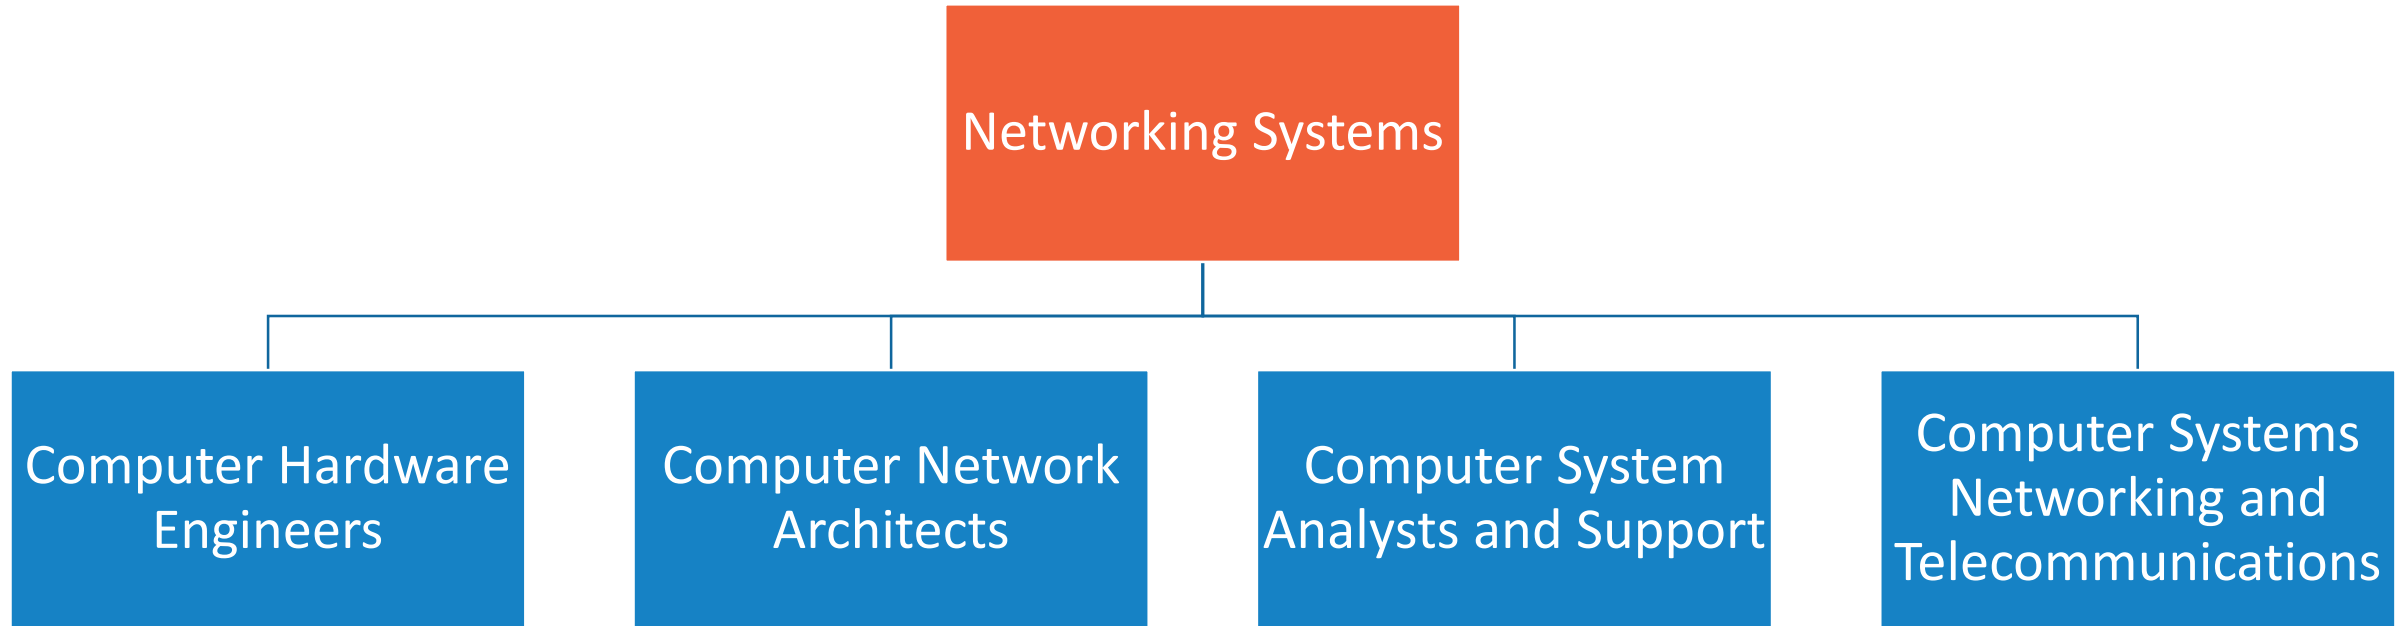 Networking Systems
Computer Hardware
Engineers
Computer Network
Architects
Computer System
Analysts and Support
Computer Systems
Networking and
Telecommunications